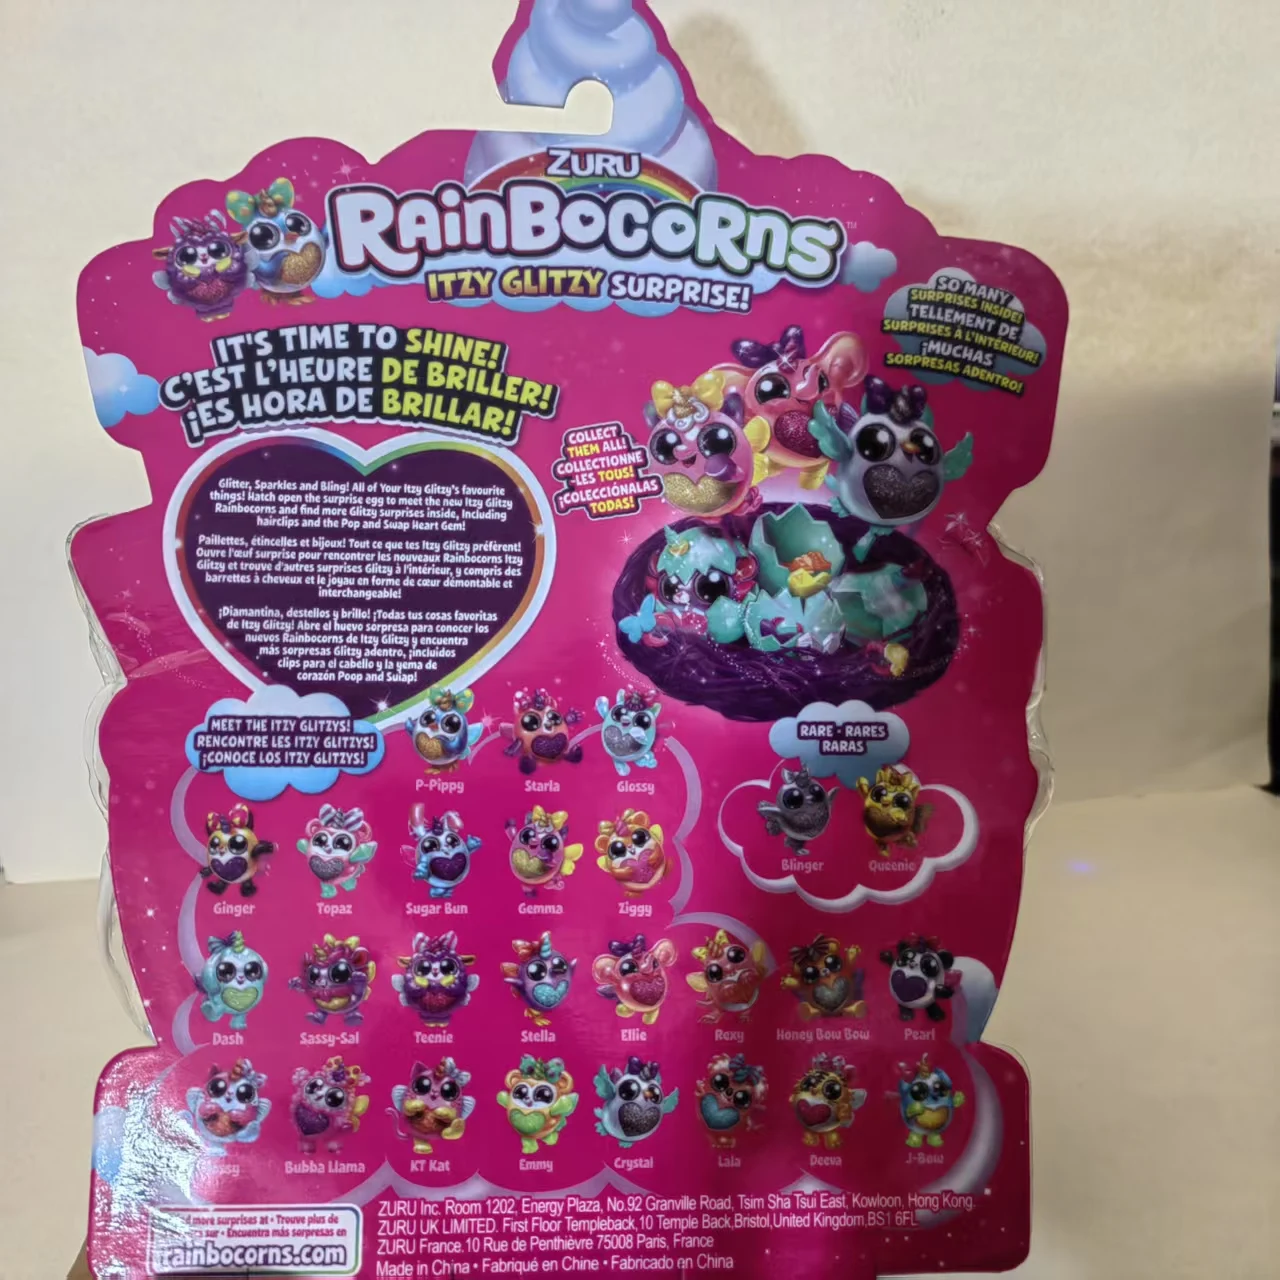 ZURU
RAINBOCORNS™
ITZY GLITZY SURPRISE!
SO MANY
SURPRISES INSIDE!
TELLEMENT DE
SURPRISES À L'INTÉRIEUR!
¡MUCHAS
SORPRESAS ADENTRO!
IT'S TIME TO SHINE!
C'EST L'HEURE DE BRILLER!
¡ES HORA DE BRILLAR!
COLLECT
THEM ALL!
COLLECTIONNE
-LES TOUS!
¡COLECCIÓNALAS
TODAS!
Glitter, Sparkles and Bling! All of Your Itzy Glitzy's favourite
things! Hatch open the surprise egg to meet the new Itzy Glitzy
Rainbocorns and find more Glitzy surprises inside, including
hairclips and the Pop and Swap Heart Gem!
Paillettes, étincelles et bijoux! Tout ce que tes Itzy Glitzy préfèrent!
Ouvre l'œuf surprise pour rencontrer les nouveaux Rainbocorns Itzy
Glitzy et trouve d'autres surprises Glitzy à l'intérieur, y compris des
barrettes à cheveux et le joyau en forme de cœur démontable et
interchangeable!
¡Diamantina, destellos y brillo! ¡Todas tus cosas favoritas
de Itzy Glitzy! Abre el huevo sorpresa para conocer los
nuevos Rainbocorns de Itzy Glitzy y encuentra
más sorpresas Glitzy adentro, ¡incluidos
clips para el cabello y la yema de
corazón Poop and Swap!
MEET THE ITZY GLITZYS!
RENCONTRE LES ITZY GLITZYS!
¡CONOCE LOS ITZY GLITZYS!
RARE - RARES
RARAS
P-Pippy Starla Glossy
Blinger Queenie
Ginger Topaz Sugar Bun Gemma Ziggy
Dash Sassy-Sal Teenie Stella Ellie Roxy Honey Bow Bow Pearl
Bubba Llama KT Kat Emmy Crystal Lala Deeva J-Bow
more surprises at • Trouve plus de
sur • Encuentra más sorpresas en
rainbocorns.com
ZURU Inc. Room 1202, Energy Plaza, No.92 Granville Road, Tsim Sha Tsui East, Kowloon, Hong Kong.
ZURU UK LIMITED. First Floor Templeback,10 Temple Back,Bristol,United Kingdom,BS1 6FL
ZURU France.10 Rue de Penthièvre 75008 Paris, France
Made in China • Fabriqué en Chine • Fabricado en China